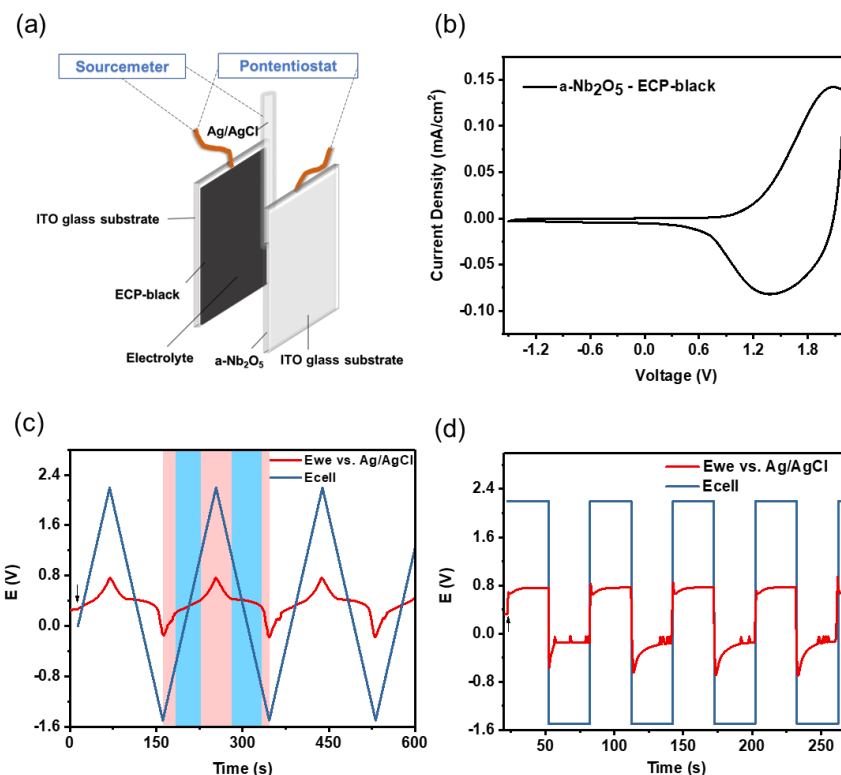 (a)
Sourcemeter
Pontentiostat
Ag/AgCl
ITO glass substrate
ECP-black
Electrolyte
a-Nb₂O₅
ITO glass substrate
(b)
a-Nb₂O₅ - ECP-black
0.15
0.10
0.05
0.00
-0.05
-0.10
Current Density (mA/cm²)
-1.2 -0.6 0.0 0.6 1.2 1.8
Voltage (V)
(c)
Ewe vs. Ag/AgCl
Ecell
2.4
1.6
0.8
0.0
-0.8
-1.6
E (V)
0 150 300 450 600
Time (s)
(d)
Ewe vs. Ag/AgCl
Ecell
2.4
1.6
0.8
0.0
-0.8
-1.6
E (V)
50 100 150 200 250
Time (s)